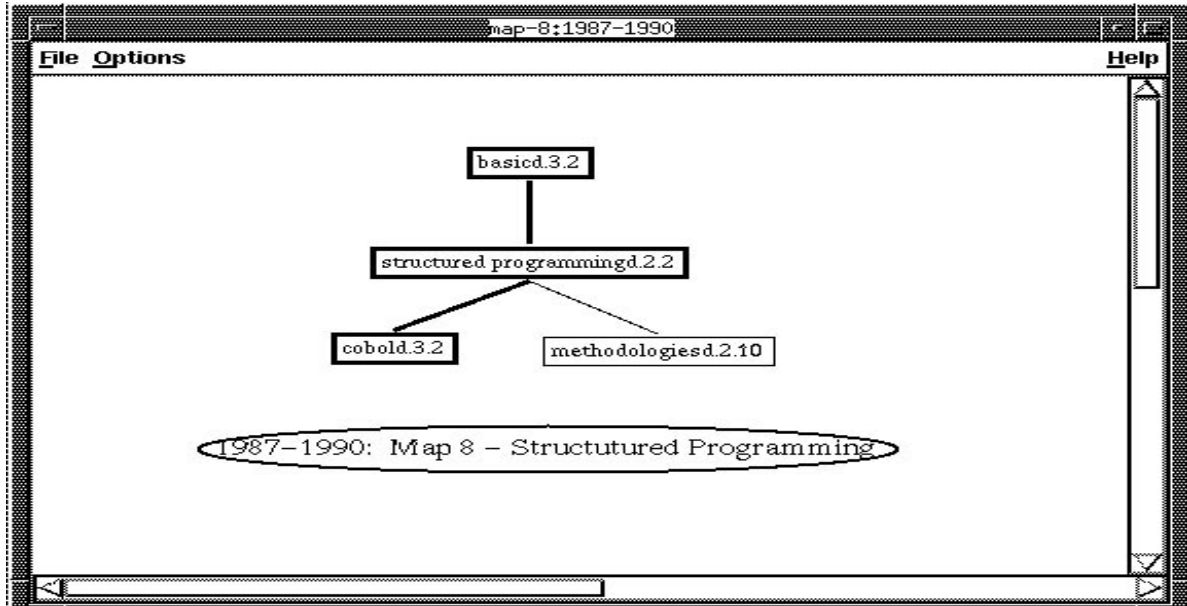 map-8:1987-1990
File Options Help
basicd.3.2
structured programmingd.2.2
cobold.3.2 methodologiesd.2.10
1987-1990: Map 8 - Structutured Programming